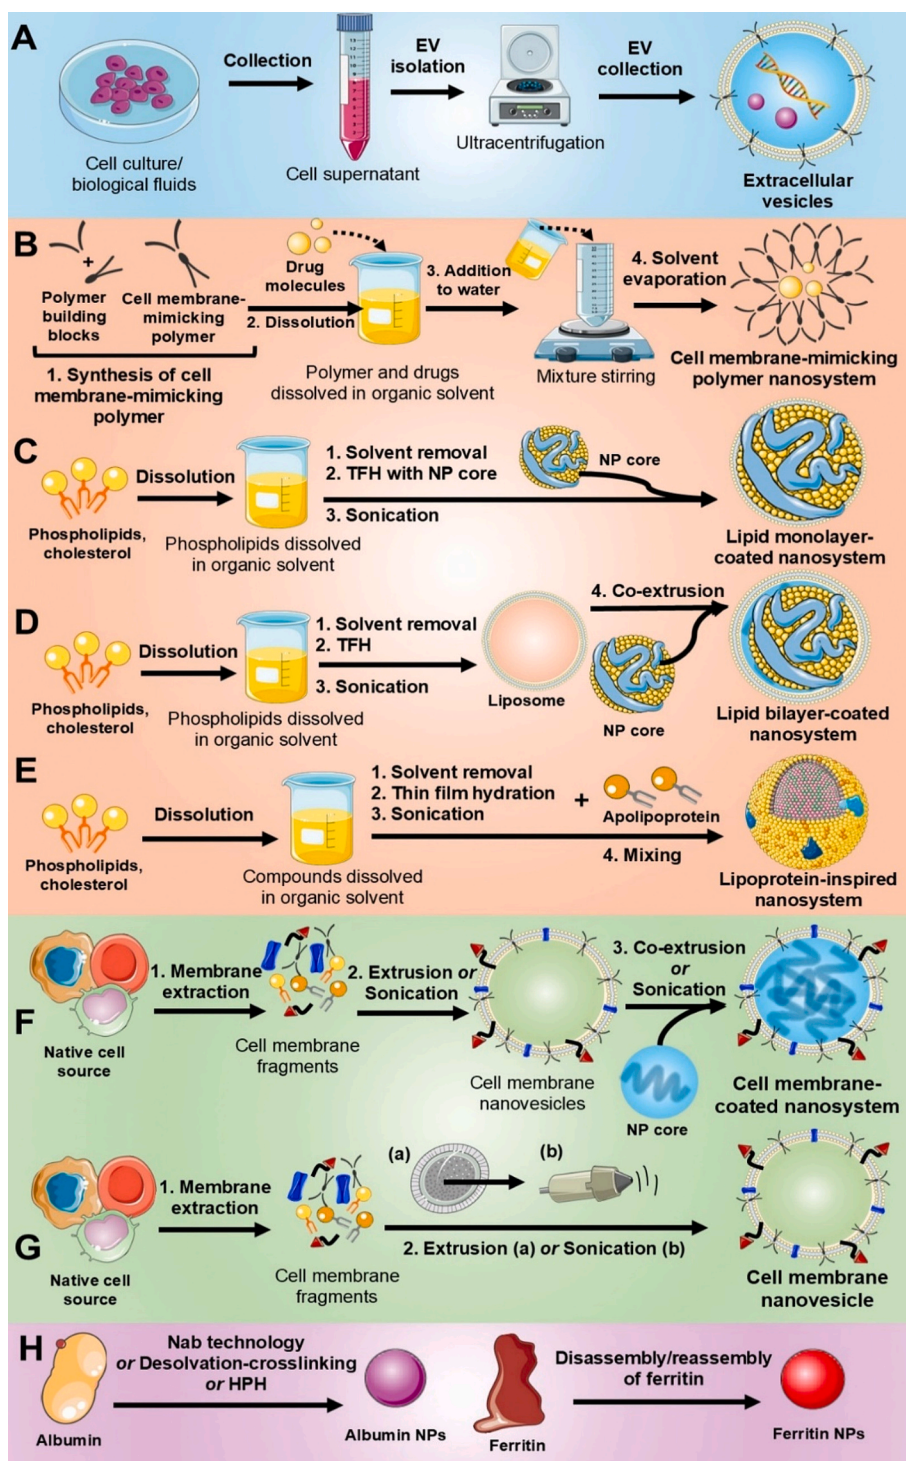 A
Collection
EV
isolation
EV
collection
Cell culture/
biological fluids
Cell supernatant
Ultracentrifugation
Extracellular
vesicles
B
+
Polymer
building
blocks
Cell membrane-
mimicking
polymer
1. Synthesis of cell
membrane-mimicking
polymer
Drug
molecules
2. Dissolution
Polymer and drugs
dissolved in organic solvent
3. Addition
to water
Mixture stirring
4. Solvent
evaporation
Cell membrane-mimicking
polymer nanosystem
C
Phospholipids,
cholesterol
Dissolution
Phospholipids dissolved
in organic solvent
1. Solvent removal
2. TFH with NP core
3. Sonication
NP core
Lipid monolayer-
coated nanosystem
D
Phospholipids,
cholesterol
Dissolution
Phospholipids dissolved
in organic solvent
1. Solvent removal
2. TFH
3. Sonication
Liposome
4. Co-extrusion
NP core
Lipid bilayer-coated
nanosystem
E
Phospholipids,
cholesterol
Dissolution
Compounds dissolved
in organic solvent
1. Solvent removal
2. Thin film hydration
3. Sonication
+
Apolipoprotein
4. Mixing
Lipoprotein-inspired
nanosystem
F
Native cell
source
1. Membrane
extraction
Cell membrane
fragments
2. Extrusion or
Sonication
Cell membrane
nanovesicles
3. Co-extrusion
or
Sonication
NP core
Cell membrane-
coated nanosystem
G
Native cell
source
1. Membrane
extraction
Cell membrane
fragments
(a)
(b)
2. Extrusion (a) or Sonication (b)
Cell membrane
nanovesicle
H
Albumin
Nab technology
or Desolvation-crosslinking
or HPH
Albumin NPs
Ferritin
Disassembly/reassembly
of ferritin
Ferritin NPs